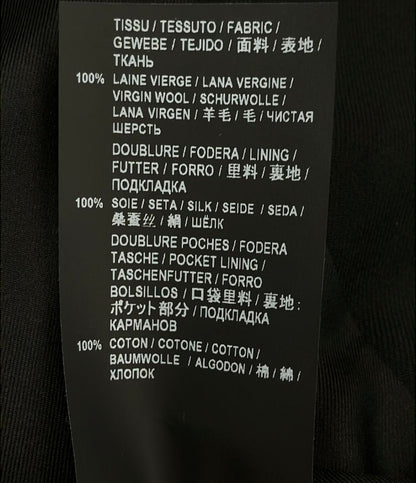 TISSU / TESSUTO / FABRIC /
GEWEBE / TEJIDO / 面料 / 表地 /
ТКАНЬ
100% LAINE VIERGE / LANA VERGINE /
VIRGIN WOOL / SCHURWOLLE /
LANA VIRGEN / 羊毛 / 毛 / ЧИСТАЯ
ШЕРСТЬ
DOUBLURE / FODERA / LINING /
FUTTER / FORRO / 里料 / 裏地 /
ПОДКЛАДКА
100% SOIE / SETA / SILK / SEIDE / SEDA /
桑蚕丝 / 絹 / ШЁЛК
DOUBLURE POCHES / FODERA
TASCHE / POCKET LINING /
TASCHENFUTTER / FORRO
BOLSILLOS / 口袋里料 / 裏地:
ポケット部分 / ПОДКЛАДКА
КАРМАНОВ
100% COTON / COTONE / COTTON /
BAUMWOLLE / ALGODON / 棉 / 綿 /
ХЛОПОК